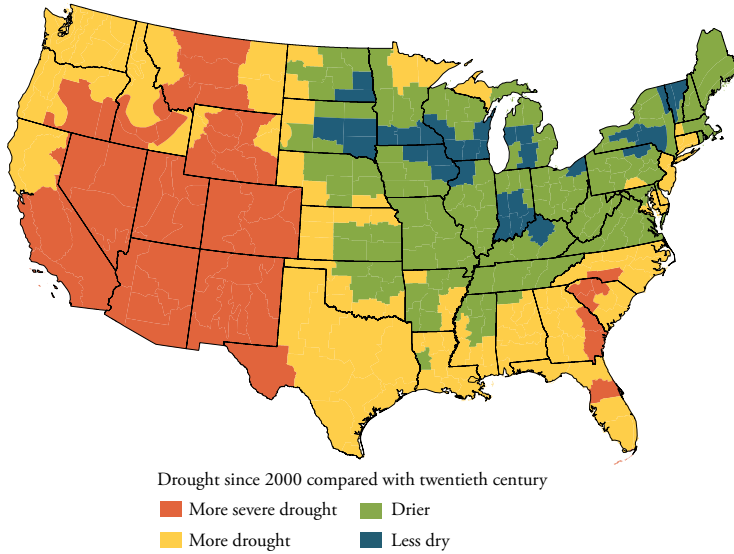 Drought since 2000 compared with twentieth century
More severe drought
Drier
More drought
Less dry